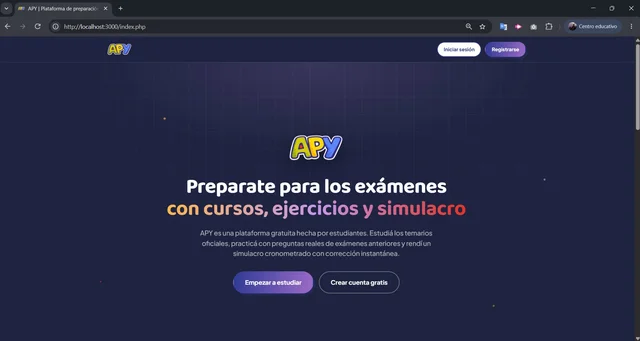 APY | Plataforma de preparación
http://localhost:3000/index.php
Centro educativo
APY
Iniciar sesión
Registrarse
APY
Preparate para los exámenes
con cursos, ejercicios y simulacro
APY es una plataforma gratuita hecha por estudiantes. Estudiá los temarios
oficiales, practicá con preguntas reales de exámenes anteriores y rendí un
simulacro cronometrado con corrección instantánea.
Empezar a estudiar
Crear cuenta gratis